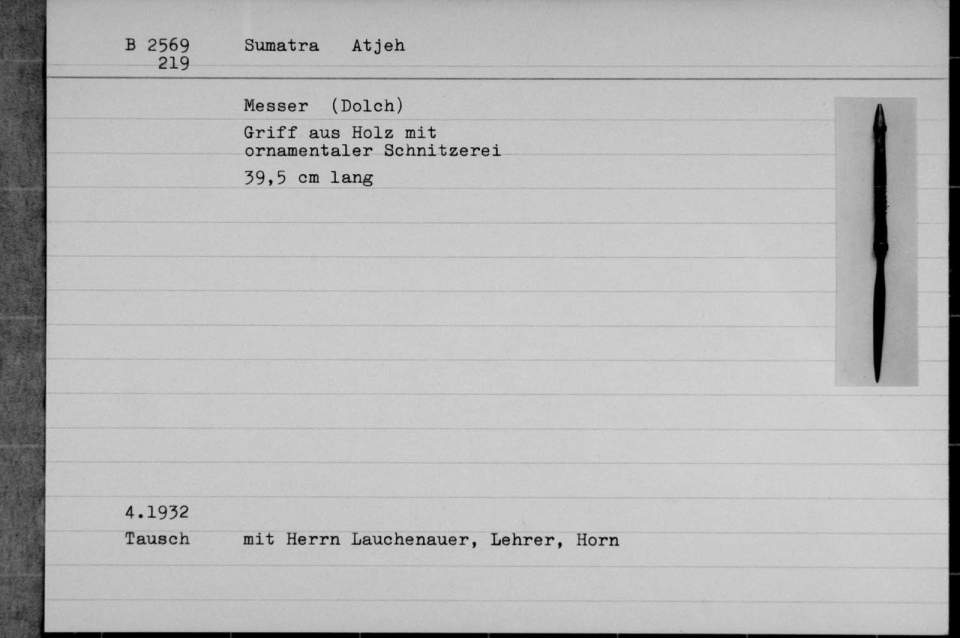 B 2569 Sumatra Atjeh
219
Messer (Dolch)
Griff aus Holz mit
ornamentaler Schnitzerei
39,5 cm lang
4.1932
Tausch mit Herrn Lauchenauer, Lehrer, Horn